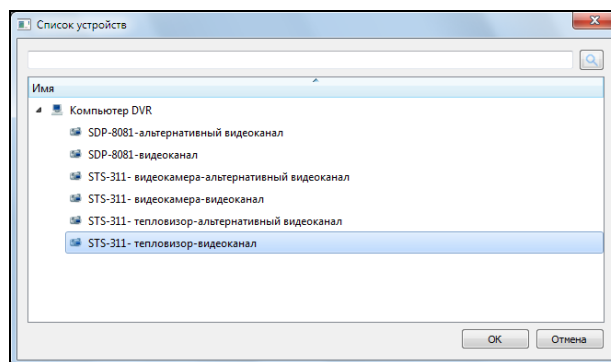 Список устройств
Имя
Компьютер DVR
SDP-8081-альтернативный видеоканал
SDP-8081-видеоканал
STS-311- видеокамера-альтернативный видеоканал
STS-311- видеокамера-видеоканал
STS-311- тепловизор-альтернативный видеоканал
STS-311- тепловизор-видеоканал
OK Отмена